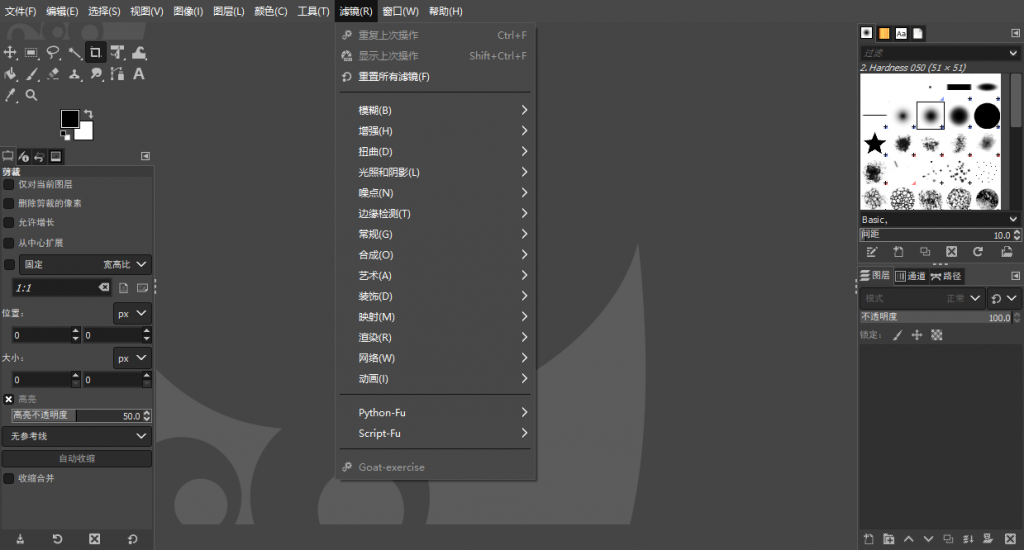 文件(F) 编辑(E) 选择(S) 视图(V) 图像(I) 图层(L) 颜色(C) 工具(T) 滤镜(R) 窗口(W) 帮助(H)
重复上次操作 Ctrl+F
显示上次操作 Shift+Ctrl+F
重置所有滤镜(F)
模糊(B)
增强(H)
扭曲(D)
光照和阴影(L)
噪点(N)
边缘检测(T)
常规(G)
合成(O)
艺术(A)
装饰(D)
映射(M)
渲染(R)
网络(W)
动画(I)
Python-Fu
Script-Fu
Goat-exercise
A
剪裁
仅对当前图层
删除剪裁的像素
允许增长
从中心扩展
固定 宽高比
1:1
位置: px
0 0
大小: px
0 0
高亮
高亮不透明度 50.0
无参考线
自动收缩
收缩合并
Aa
过滤
2. Hardness 050 (51 × 51)
Basic,
间距 10.0
图层 通道 路径
模式 正常
不透明度 100.0
锁定: